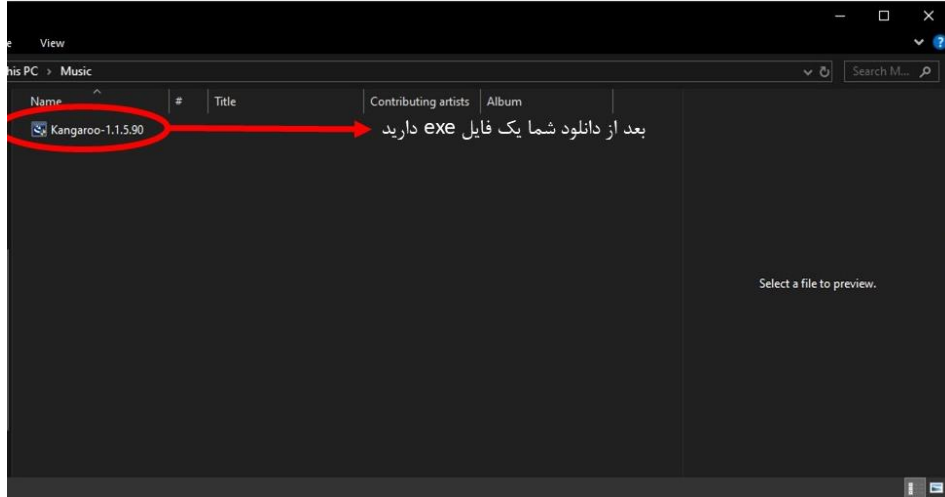 View
his PC > Music
Search M...
Name # Title Contributing artists Album
Kangaroo-1.1.5.90
بعد از دانلود شما یک فایل exe دارید
Select a file to preview.